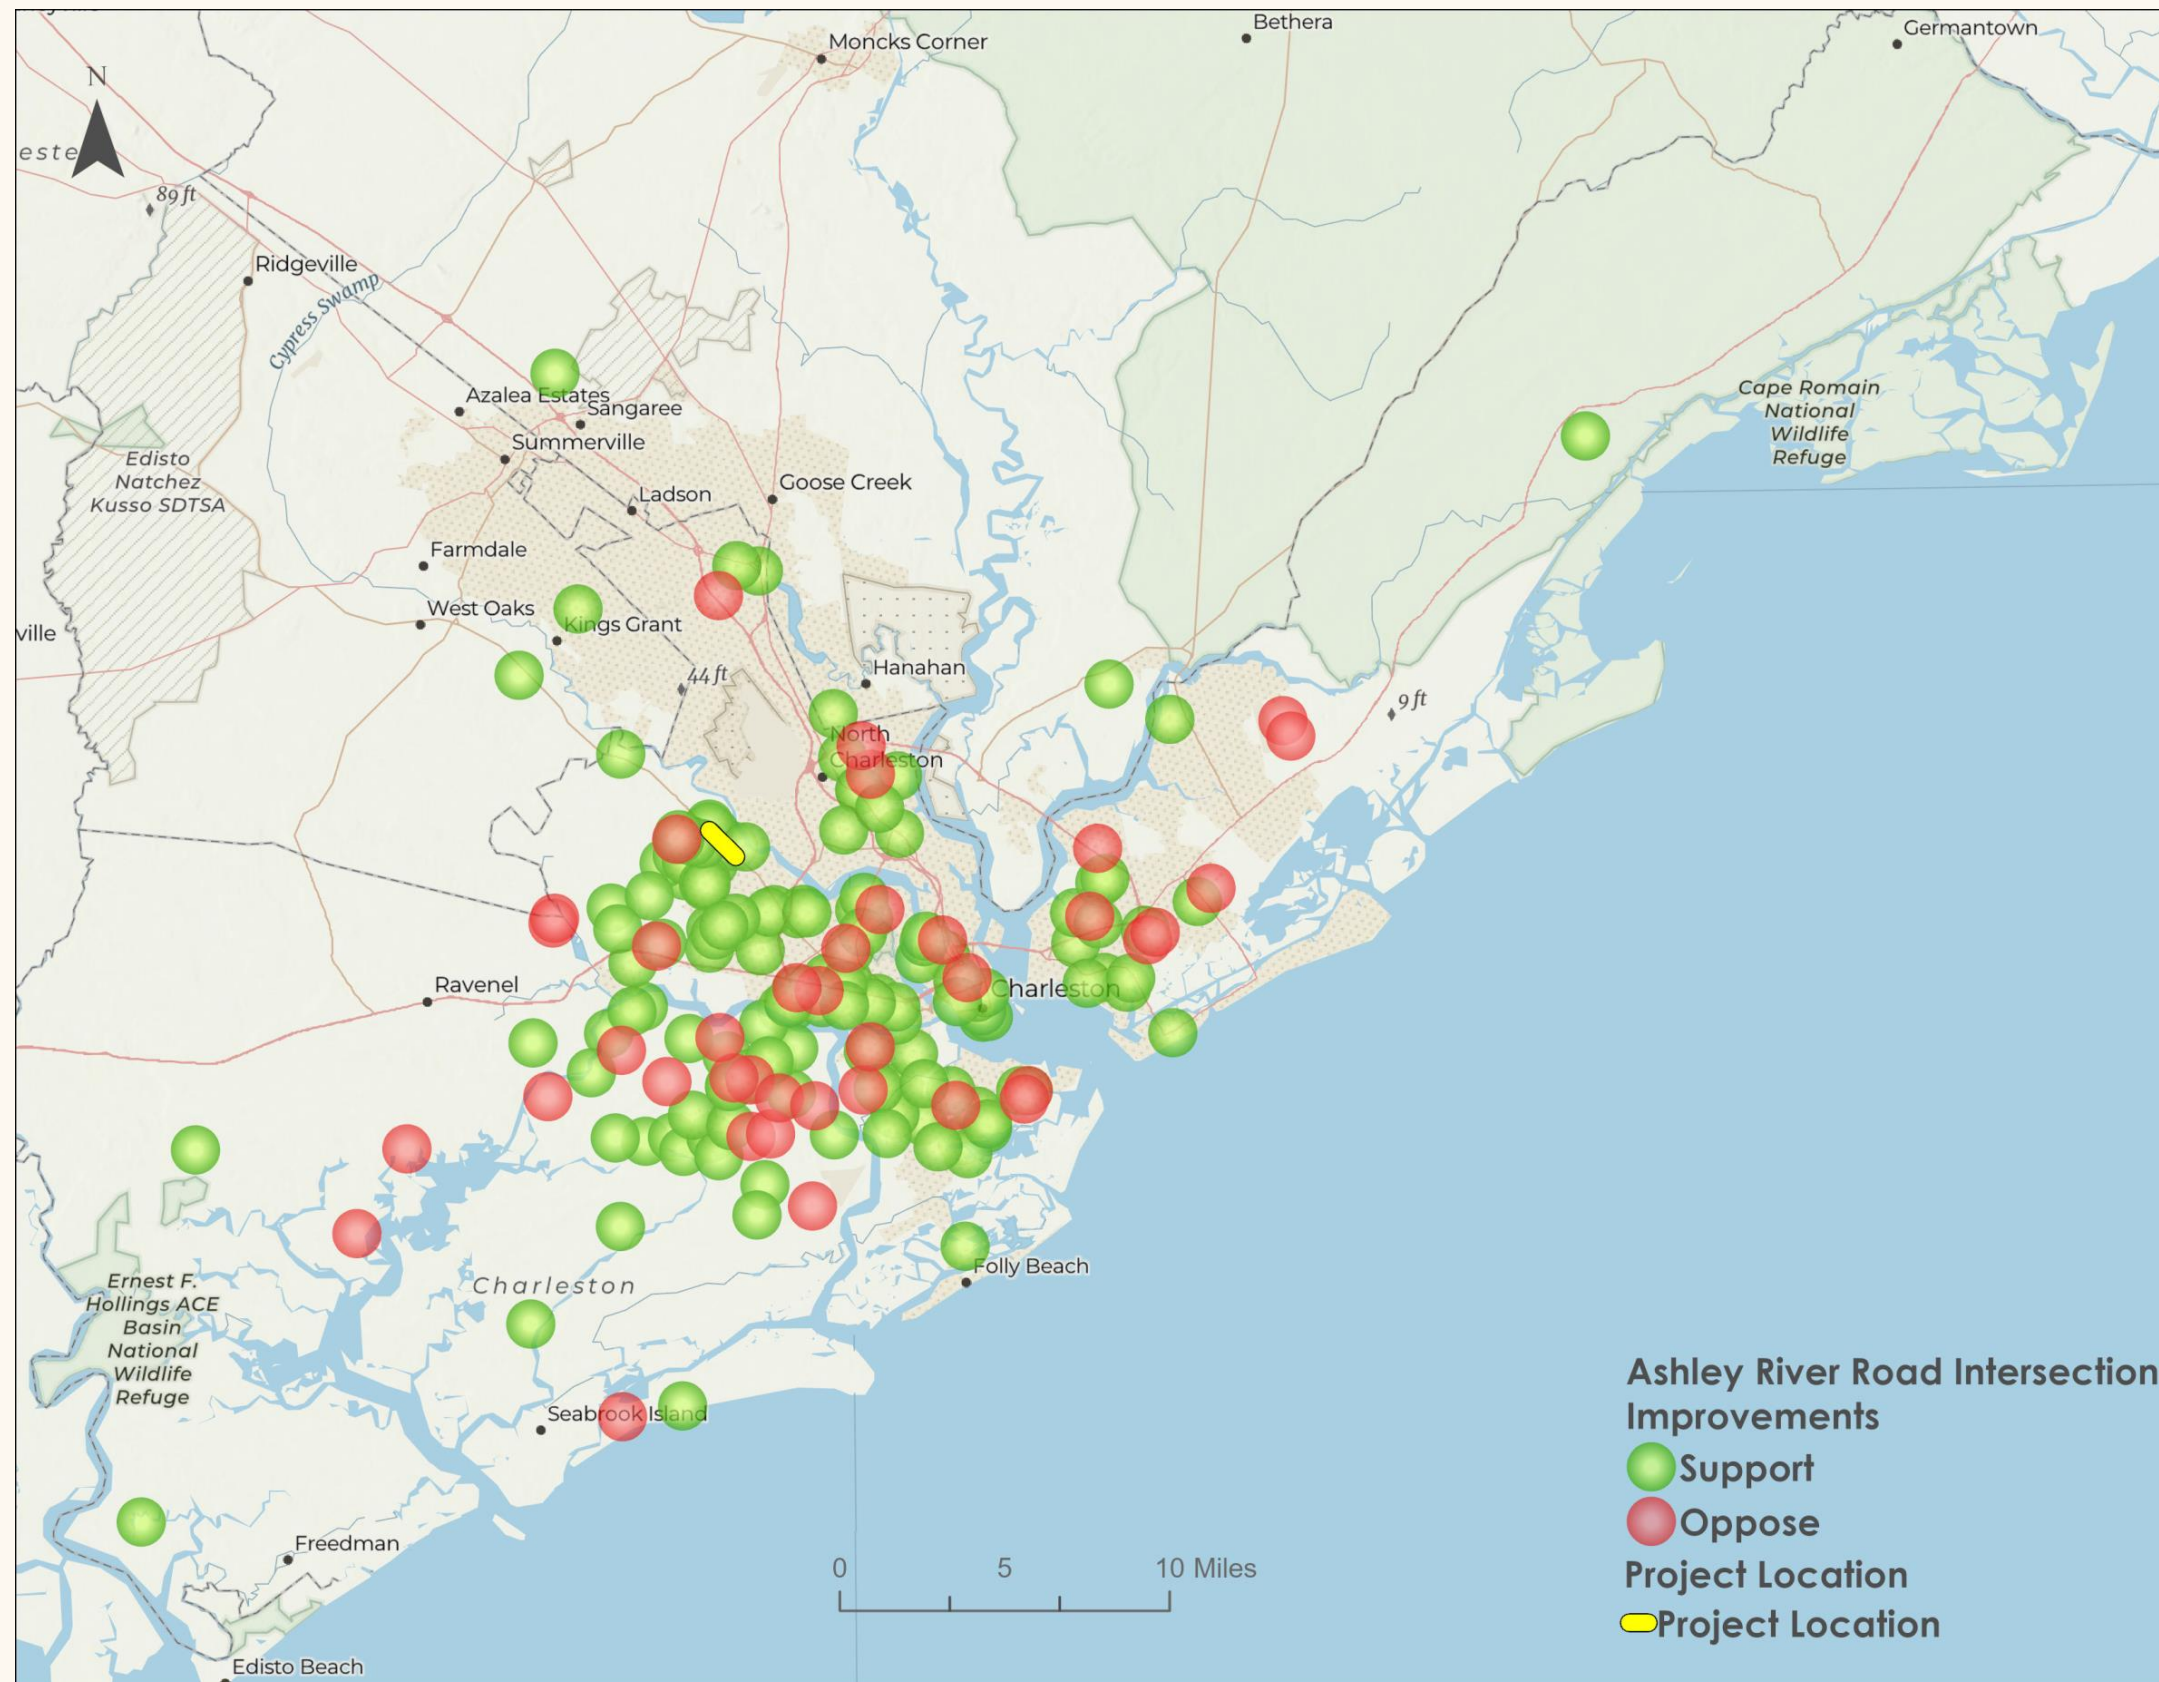 Bethera
Germantown
Moncks Corner
N
este
89 ft
Ridgeville
Cypress Swamp
Azalea Estates
Sangaree
Summerville
Cape Romain
National
Wildlife
Refuge
Edisto
Natchez
Kusso SDTSA
Goose Creek
Ladson
Farmdale
West Oaks
Kings Grant
ville
Hanahan
44 ft
9 ft
North
Charleston
Ravenel
Charleston
Folly Beach
Charleston
Ernest F.
Hollings ACE
Basin
National
Wildlife
Refuge
Seabrook Island
Freedman
Edisto Beach
0 5 10 Miles
Ashley River Road Intersection
Improvements
Support
Oppose
Project Location
Project Location